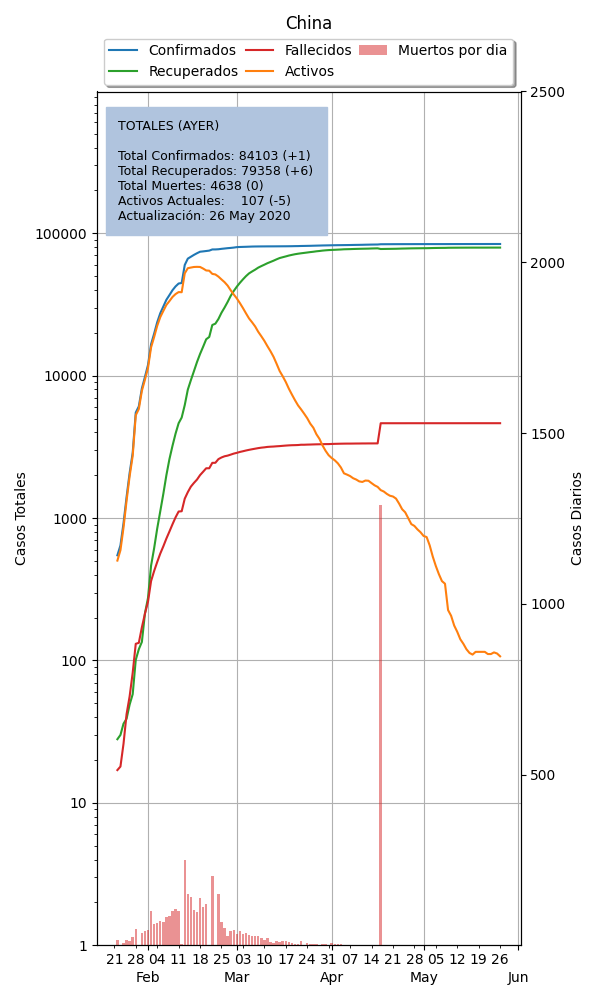 China
Confirmados Fallecidos Muertos por dia
Recuperados Activos
TOTALES (AYER)
Total Confirmados: 84103 (+1)
Total Recuperados: 79358 (+6)
Total Muertes: 4638 (0)
Activos Actuales: 107 (-5)
Actualización: 26 May 2020
2500
100000
2000
10000
1500
1000
1000
100
500
10
1
Casos Totales
Casos Diarios
21 28 04 11 18 25 03 10 17 24 31 07 14 21 28 05 12 19 26
Feb Mar Apr May Jun